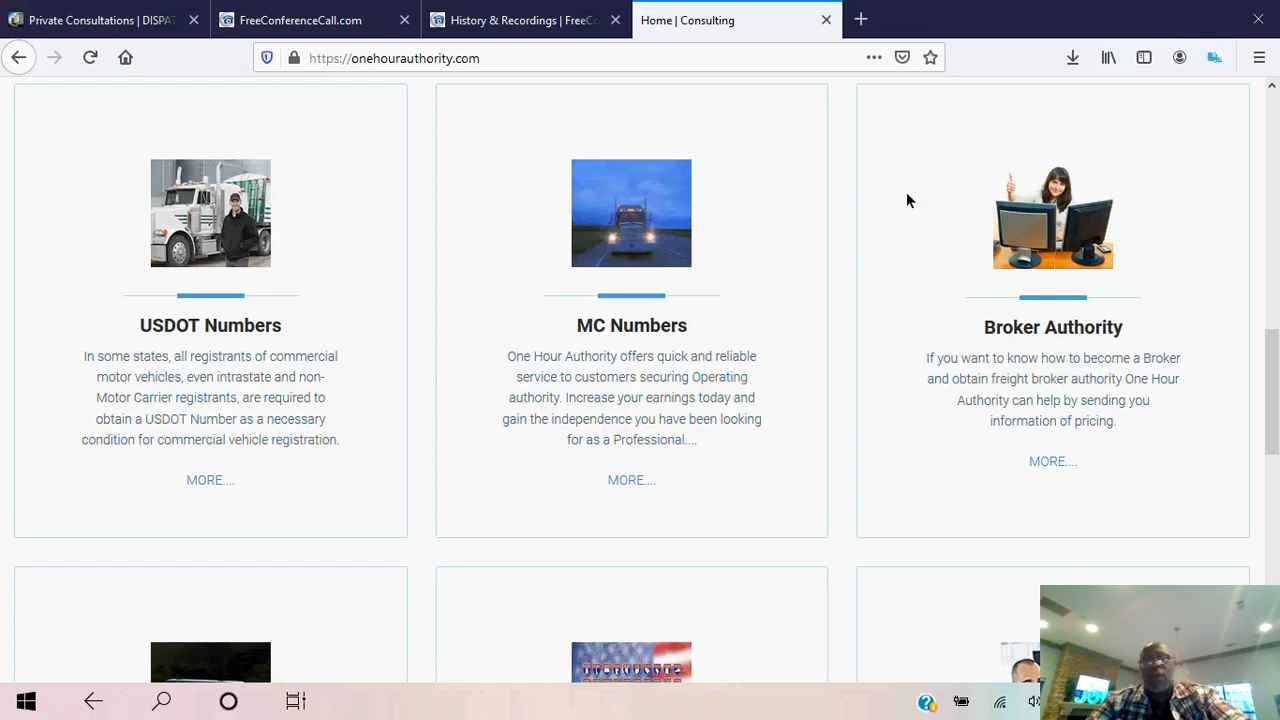 Private Consultations | DISPAT
FreeConferenceCall.com
History & Recordings | FreeCo
Home | Consulting
https://onehourauthority.com
USDOT Numbers
In some states, all registrants of commercial
motor vehicles, even intrastate and non-
Motor Carrier registrants, are required to
obtain a USDOT Number as a necessary
condition for commercial vehicle registration.
MORE....
MC Numbers
One Hour Authority offers quick and reliable
service to customers securing Operating
authority. Increase your earnings today and
gain the independence you have been looking
for as a Professional....
MORE....
Broker Authority
If you want to know how to become a Broker
and obtain freight broker authority One Hour
Authority can help by sending you
information of pricing.
MORE....